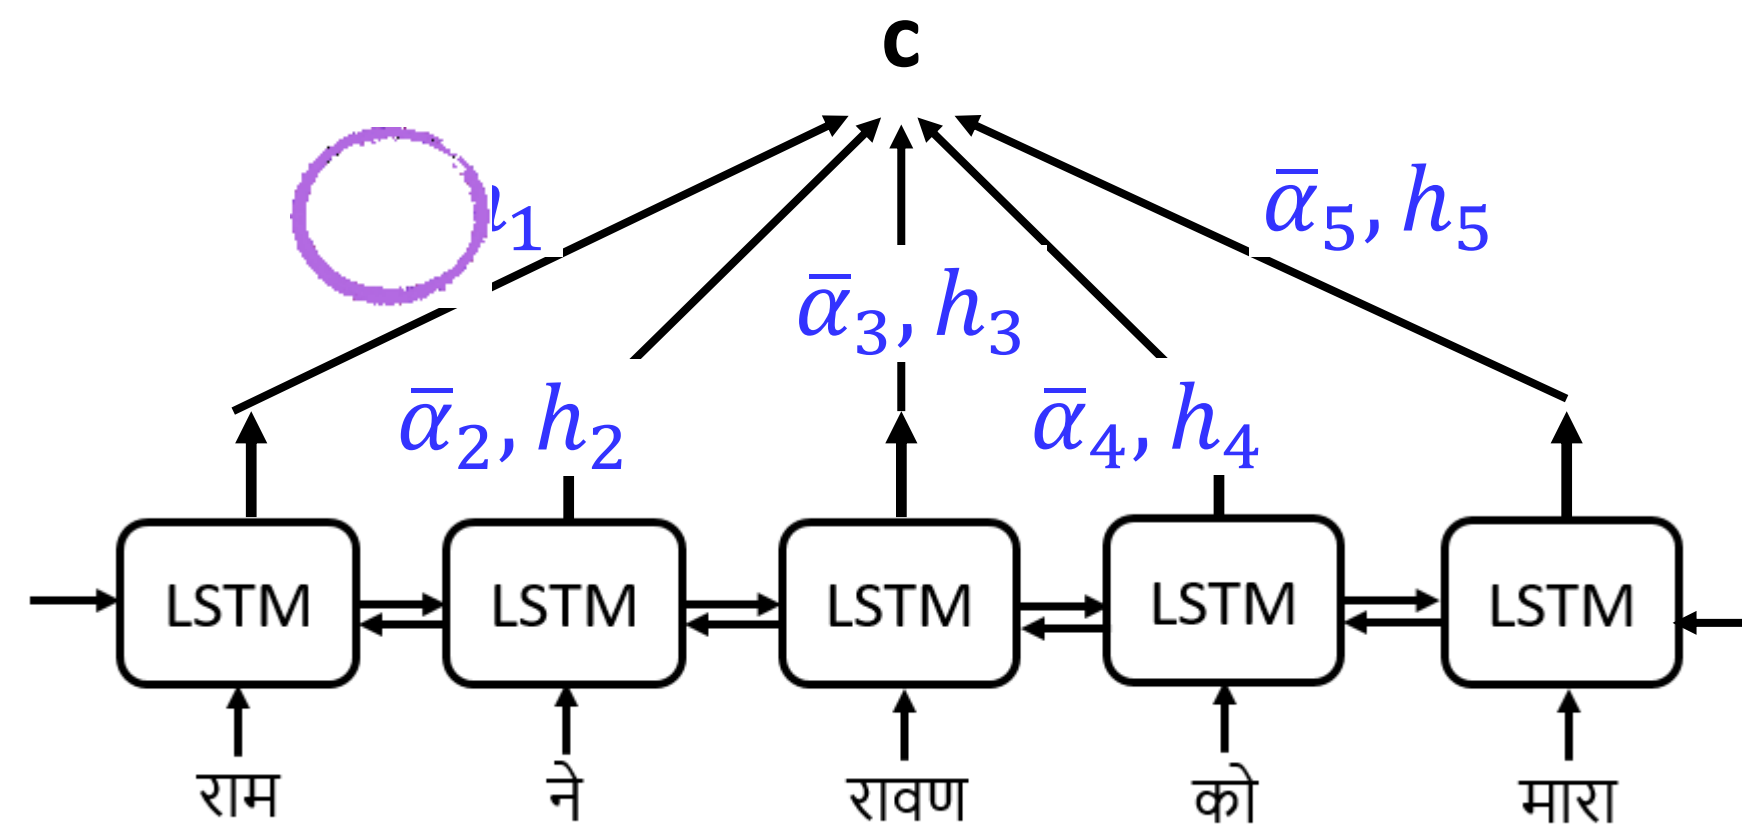 c
ᾱ₅, h₅
ᾱ₃, h₃
ᾱ₂, h₂ ᾱ₄, h₄
LSTM LSTM LSTM LSTM LSTM
राम ने रावण को मारा